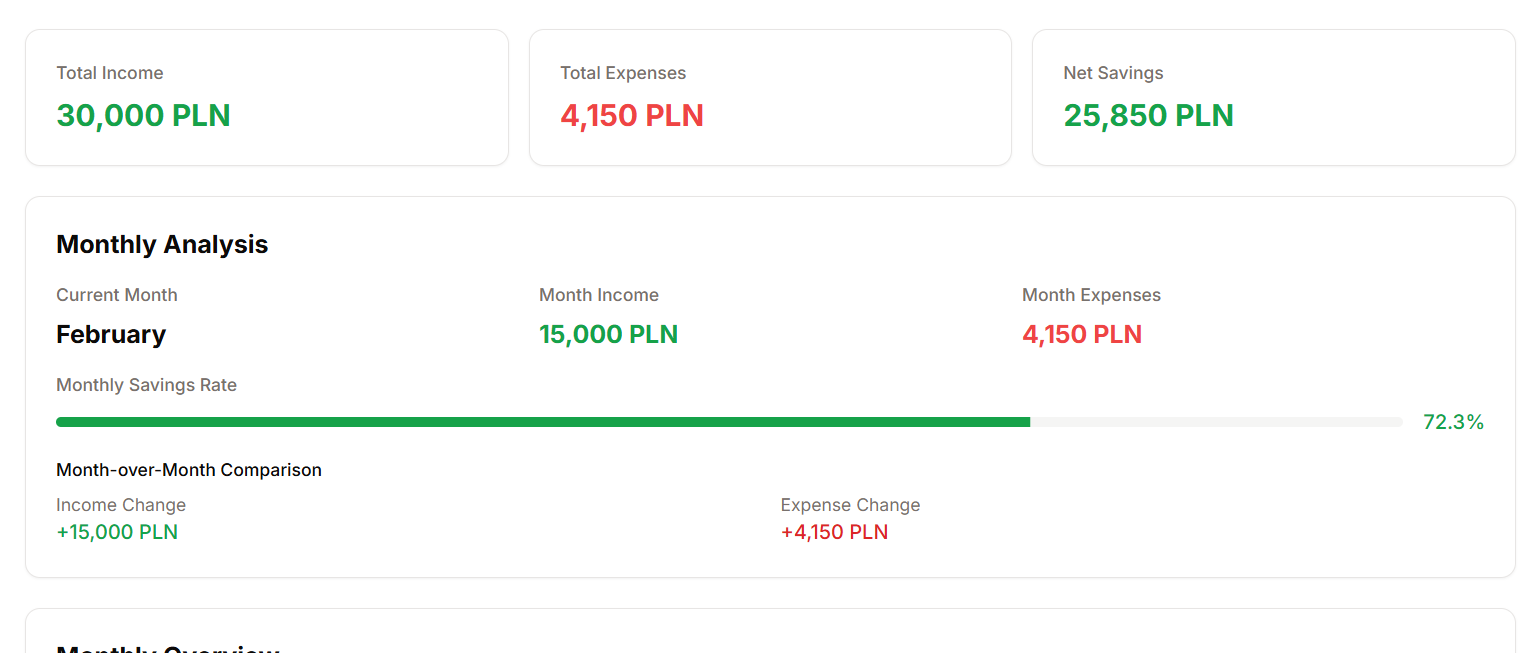 Total Income
30,000 PLN
Total Expenses
4,150 PLN
Net Savings
25,850 PLN
Monthly Analysis
Current Month
February
Month Income
15,000 PLN
Month Expenses
4,150 PLN
Monthly Savings Rate
72.3%
Month-over-Month Comparison
Income Change
+15,000 PLN
Expense Change
+4,150 PLN
Monthly Overview